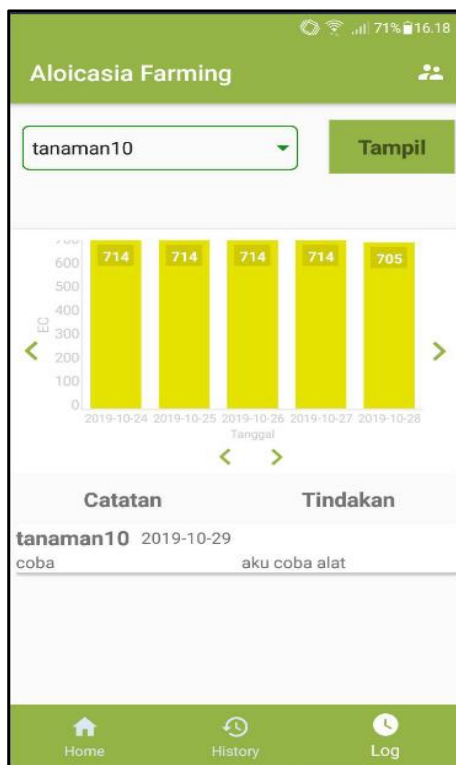 71% 16.18
Aloicasia Farming
tanaman10
Tampil
700
600
500
400
300
200
100
0
EC
714 714 714 714 705
2019-10-24 2019-10-25 2019-10-26 2019-10-27 2019-10-28
Tanggal
Catatan Tindakan
tanaman10 2019-10-29
coba aku coba alat
Home History Log